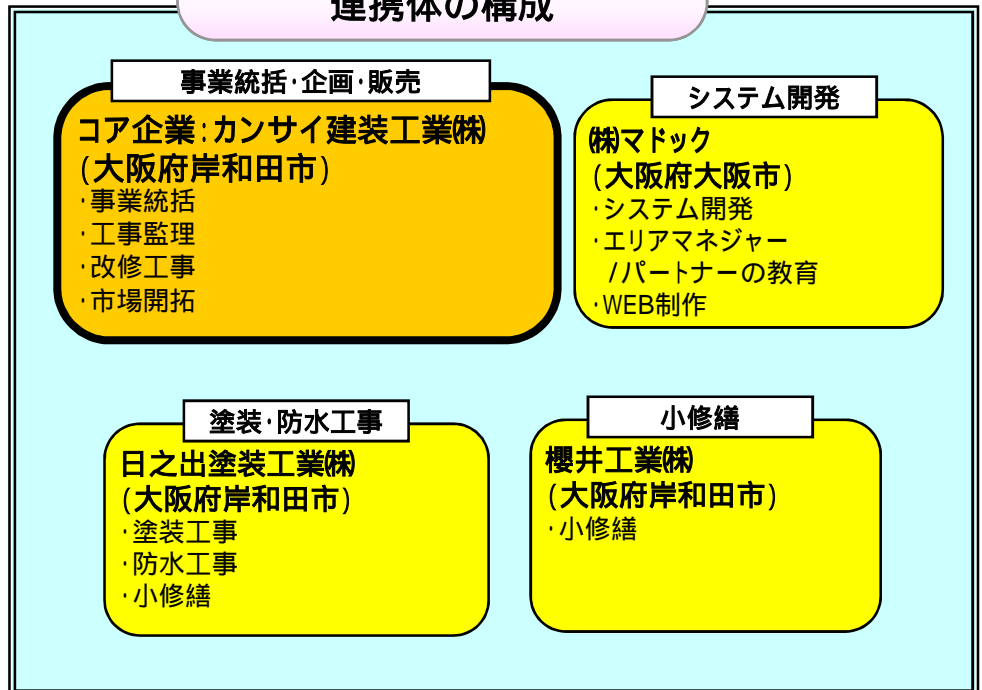 連携体の構成
事業統括･企画･販売
コア企業:カンサイ建装工業㈱
(大阪府岸和田市)
･事業統括
･工事監理
･改修工事
･市場開拓
システム開発
㈱マドック
(大阪府大阪市)
･システム開発
･エリアマネジャー
/パートナーの教育
･WEB制作
塗装･防水工事
日之出塗装工業㈱
(大阪府岸和田市)
･塗装工事
･防水工事
･小修繕
小修繕
櫻井工業㈱
(大阪府岸和田市)
･小修繕